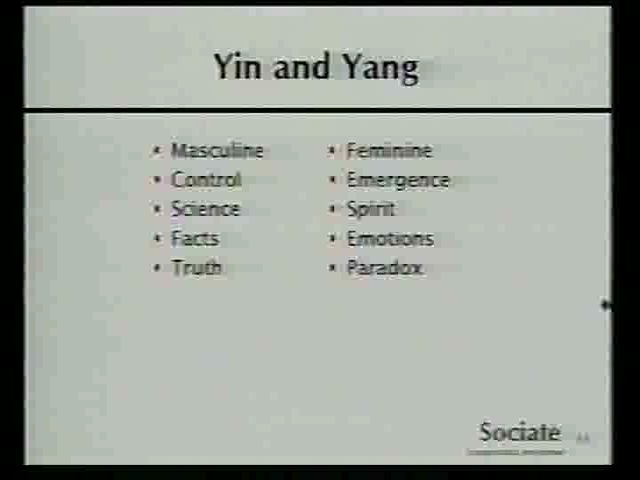 Yin and Yang
• Masculine
• Control
• Science
• Facts
• Truth
• Feminine
• Emergence
• Spirit
• Emotions
• Paradox
Sociate